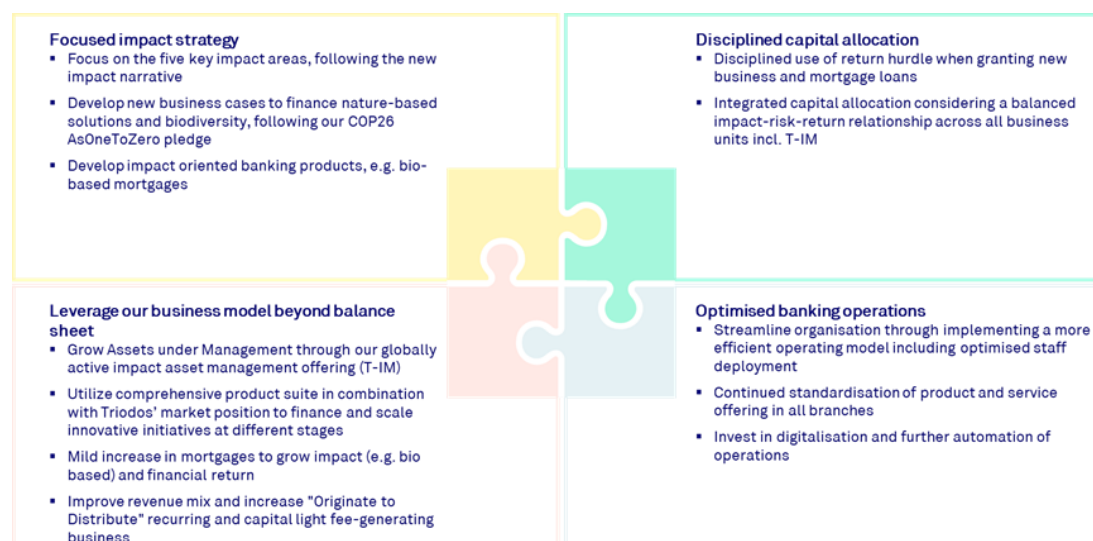 Focused impact strategy
▪ Focus on the five key impact areas, following the new
impact narrative
▪ Develop new business cases to finance nature-based
solutions and biodiversity, following our COP26
AsOneToZero pledge
▪ Develop impact oriented banking products, e.g. bio-
based mortgages
Disciplined capital allocation
▪ Disciplined use of return hurdle when granting new
business and mortgage loans
▪ Integrated capital allocation considering a balanced
impact-risk-return relationship across all business
units incl. T-IM
Leverage our business model beyond balance
sheet
▪ Grow Assets under Management through our globally
active impact asset management offering (T-IM)
▪ Utilize comprehensive product suite in combination
with Triodos' market position to finance and scale
innovative initiatives at different stages
▪ Mild increase in mortgages to grow impact (e.g. bio
based) and financial return
▪ Improve revenue mix and increase "Originate to
Distribute" recurring and capital light fee-generating
business
Optimised banking operations
▪ Streamline organisation through implementing a more
efficient operating model including optimised staff
deployment
▪ Continued standardisation of product and service
offering in all branches
▪ Invest in digitalisation and further automation of
operations